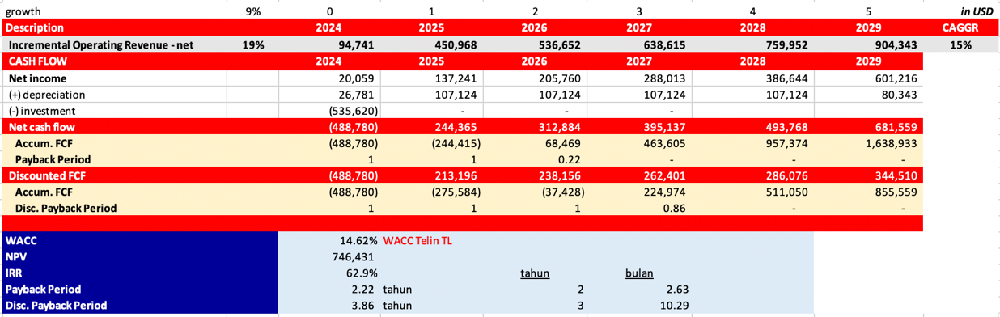 growth 9% 0 1 2 3 4 5 in USD
Description 2024 2025 2026 2027 2028 2029 CAGGR
Incremental Operating Revenue - net 19% 94,741 450,968 536,652 638,615 759,952 904,343 15%
CASH FLOW 2024 2025 2026 2027 2028 2029
Net income 20,059 137,241 205,760 288,013 386,644 601,216
(+) depreciation 26,781 107,124 107,124 107,124 107,124 80,343
(-) investment (535,620) - - -
Net cash flow (488,780) 244,365 312,884 395,137 493,768 681,559
Accum. FCF (488,780) (244,415) 68,469 463,605 957,374 1,638,933
Payback Period 1 1 0.22 - - -
Discounted FCF (488,780) 213,196 238,156 262,401 286,076 344,510
Accum. FCF (488,780) (275,584) (37,428) 224,974 511,050 855,559
Disc. Payback Period 1 1 1 0.86 - -
WACC 14.62% WACC Telin TL
NPV 746,431
IRR 62.9% tahun bulan
Payback Period 2.22 tahun 2 2.63
Disc. Payback Period 3.86 tahun 3 10.29